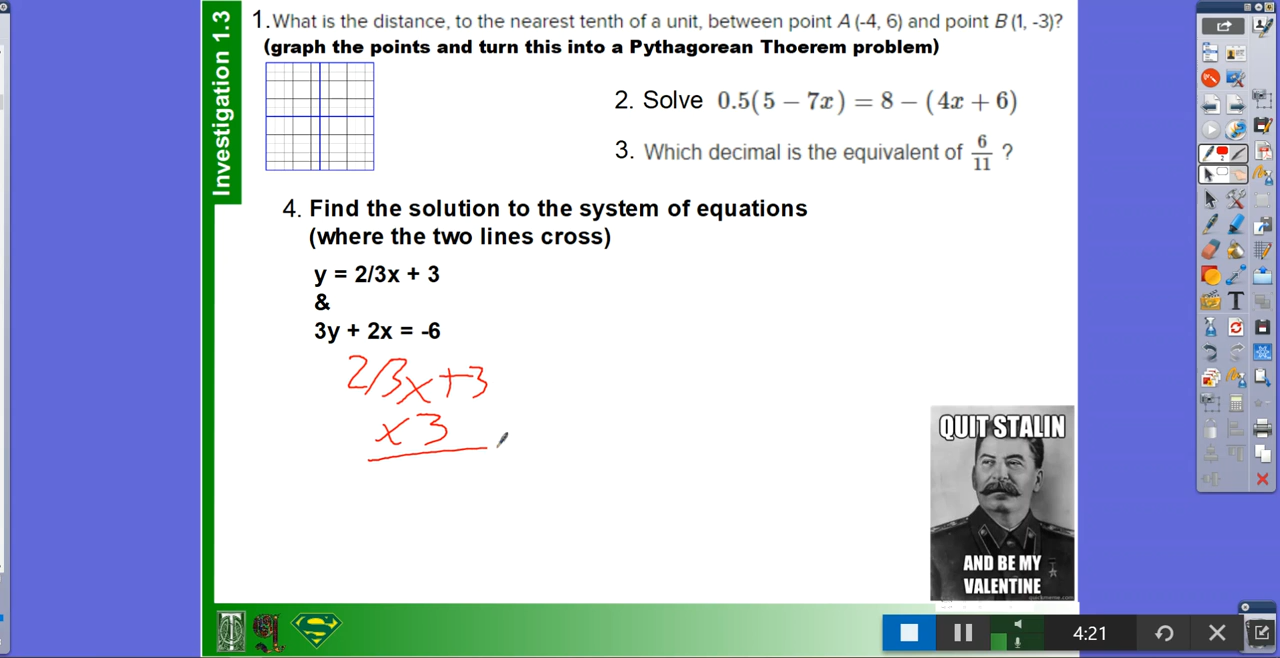 Investigation 1.3
1. What is the distance, to the nearest tenth of a unit, between point A (-4, 6) and point B (1, -3)?
(graph the points and turn this into a Pythagorean Thoerem problem)
2. Solve 0.5(5 − 7x) = 8 − (4x + 6)
3. Which decimal is the equivalent of 6/11 ?
4. Find the solution to the system of equations
(where the two lines cross)
y = 2/3x + 3
&
3y + 2x = -6
2/3x+3
x 3
QUIT STALIN
AND BE MY
VALENTINE
4:21